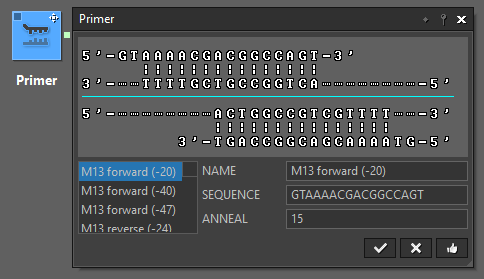 Primer
Primer
5’-GTAAAACGACGGCCAGT-3’
3’---TTTTGCTGCCGGTCA---------5’
5’---------ACTGGCCGTCGTTTT---3’
3’-TGACCGGCAGCAAAATG-5’
M13 forward (-20)
M13 forward (-40)
M13 forward (-47)
M13 reverse (-24)
NAME M13 forward (-20)
SEQUENCE GTAAAACGACGGCCAGT
ANNEAL 15